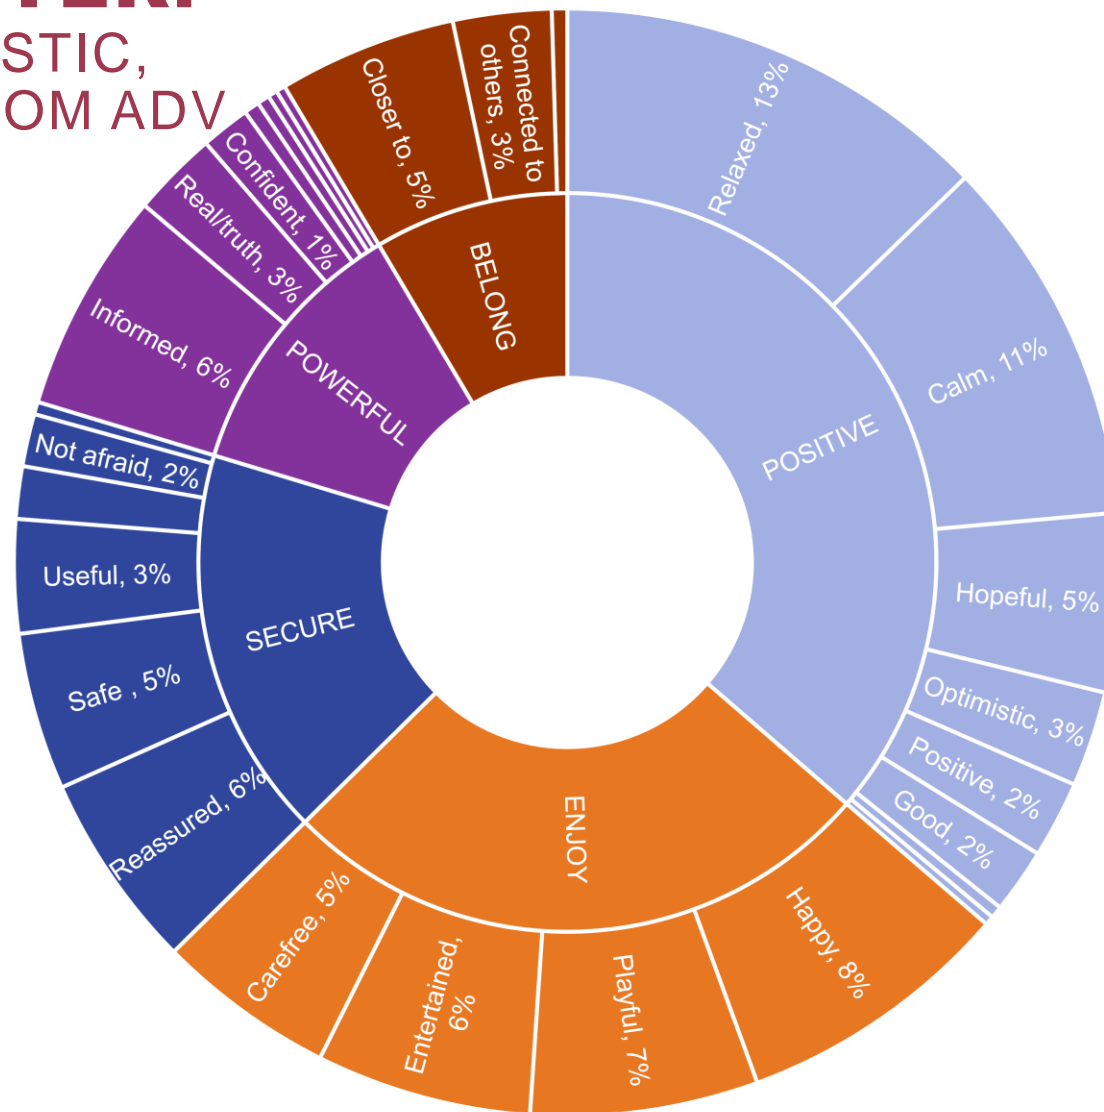 STIC,
OM ADV
Relaxed, 13%
Calm, 11%
Hopeful, 5%
Optimistic, 3%
Positive, 2%
Good, 2%
POSITIVE
Happy, 8%
Playful, 7%
Entertained,
6%
Carefree, 5%
ENJOY
Reassured, 6%
Safe , 5%
Useful, 3%
Not afraid, 2%
SECURE
Informed, 6%
Real/truth, 3%
Confident, 1%
POWERFUL
Closer to, 5%
Connected to
others, 3%
BELONG